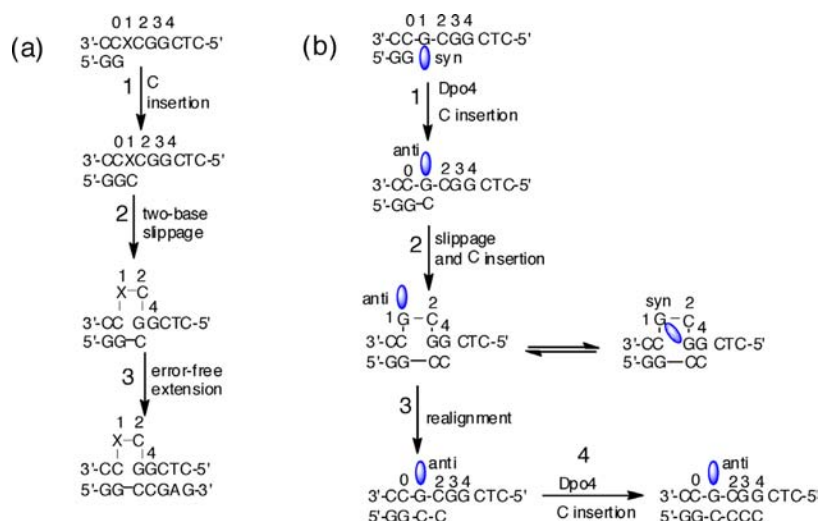 (a)
0 1 2 3 4
3'-CCXCGGCTC-5'
5'-GG
1
C
insertion
0 1 2 3 4
3'-CCXCGGCTC-5'
5'-GGC
2
two-base
slippage
1 2
X-C
4
3'-CC GGCTC-5'
5'-GG-C
3
error-free
extension
1 2
X-C
4
3'-CC GGCTC-5'
5'-GG-CCGAG-3'
(b)
0 1 2 3 4
3'-CC-G-CGG CTC-5'
5'-GG syn
1
Dpo4
C insertion
anti
0 2 3 4
3'-CC-G-CGG CTC-5'
5'-GG-C
2
slippage
and C insertion
anti
2
1 G-C
4
3'-CC GG CTC-5'
5'-GG-CC
syn 2
1 G-C
4
3'-CC GG CTC-5'
5'-GG-CC
3
realignment
anti
0 2 3 4
3'-CC-G-CGG CTC-5'
5'-GG-C-C
4
Dpo4
C insertion
anti
0 2 3 4
3'-CC-G-CGG CTC-5'
5'-GG-C-CCC